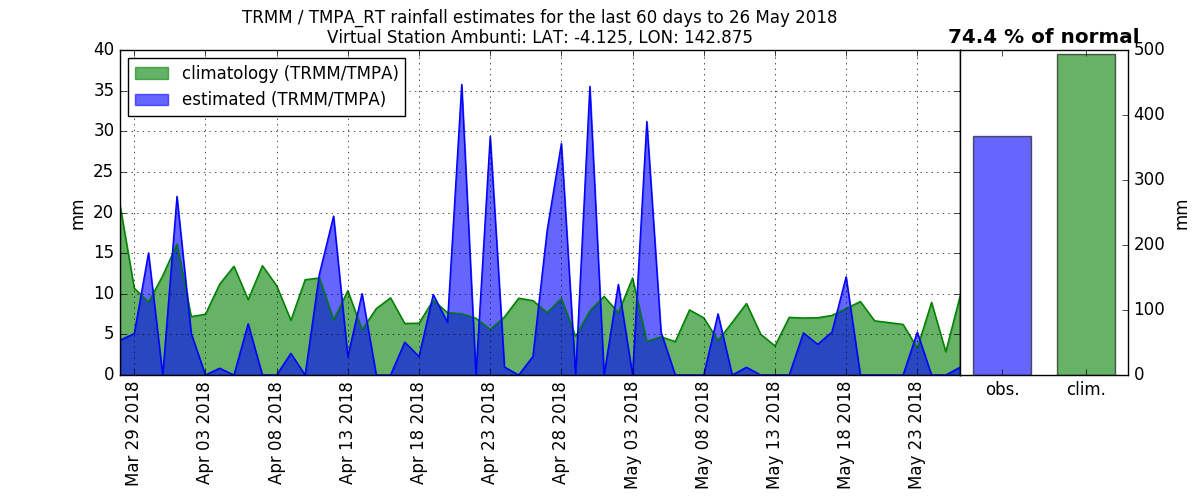 TRMM / TMPA_RT rainfall estimates for the last 60 days to 26 May 2018
Virtual Station Ambunti: LAT: -4.125, LON: 142.875
74.4 % of normal
climatology (TRMM/TMPA)
estimated (TRMM/TMPA)
40
35
30
25
20
15
10
5
0
mm
Mar 29 2018
Apr 03 2018
Apr 08 2018
Apr 13 2018
Apr 18 2018
Apr 23 2018
Apr 28 2018
May 03 2018
May 08 2018
May 13 2018
May 18 2018
May 23 2018
500
400
300
200
100
0
mm
obs.
clim.